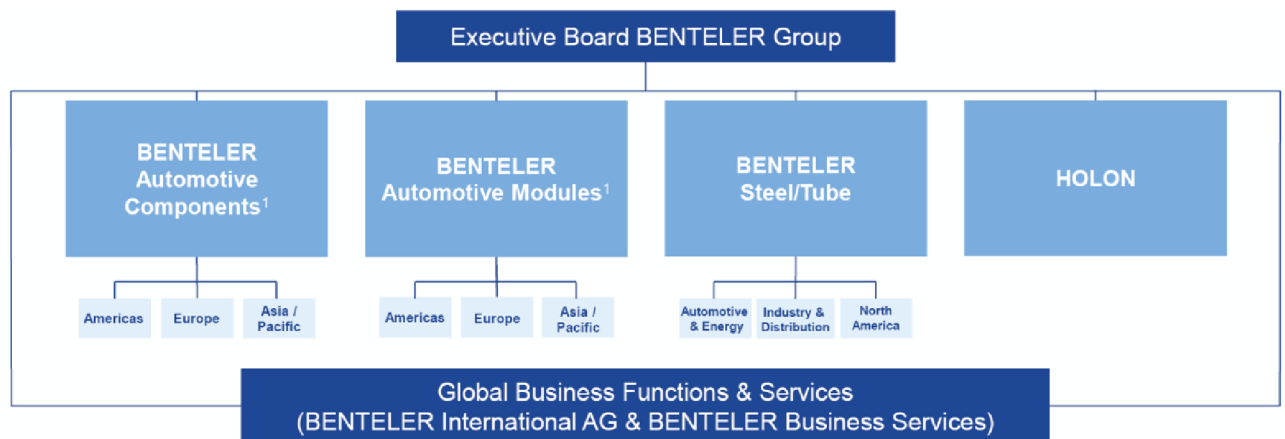 Executive Board BENTELER Group
BENTELER
Automotive
Components¹
BENTELER
Automotive Modules¹
BENTELER
Steel/Tube
HOLON
Americas
Europe
Asia /
Pacific
Americas
Europe
Asia /
Pacific
Automotive
& Energy
Industry &
Distribution
North
America
Global Business Functions & Services
(BENTELER International AG & BENTELER Business Services)